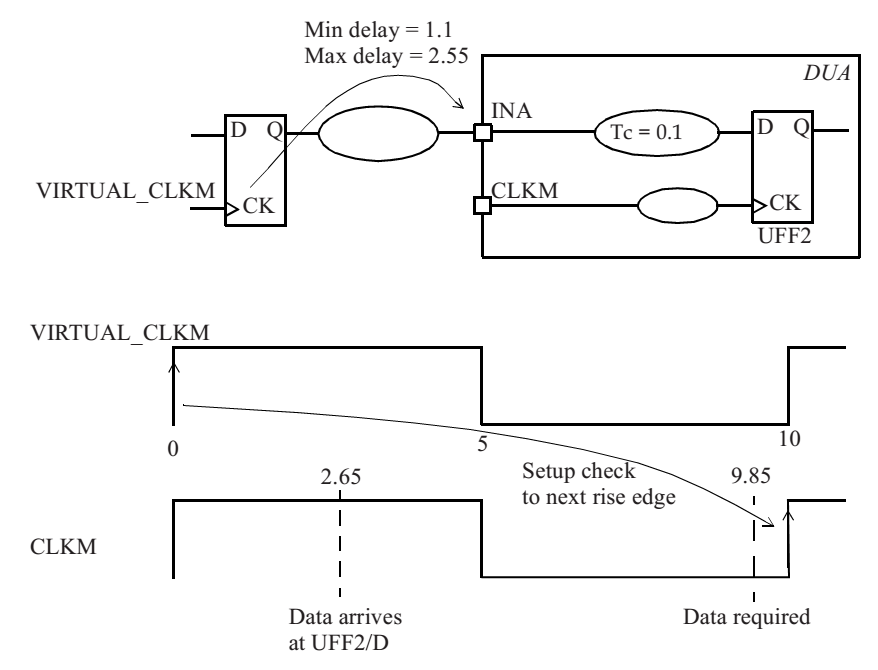 Min delay = 1.1
Max delay = 2.55
DUA
INA
D Q
Tc = 0.1
D Q
VIRTUAL_CLKM
CK
CLKM
CK
UFF2
VIRTUAL_CLKM
0
5
10
2.65
Setup check
to next rise edge
9.85
CLKM
Data arrives
at UFF2/D
Data required